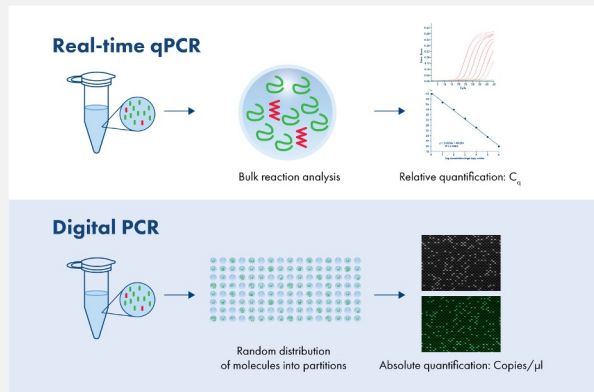 Real-time qPCR
Bulk reaction analysis
Relative quantification: Cq
Digital PCR
Random distribution
of molecules into partitions
Absolute quantification: Copies/µl